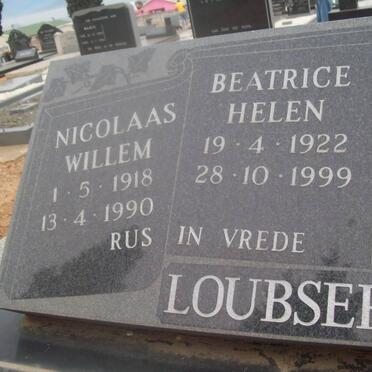 NICOLAAS
WILLEM
1 · 5 · 1918
13 · 4 · 1990
BEATRICE
HELEN
19 · 4 · 1922
28 · 10 · 1999
RUS IN VREDE
LOUBSER